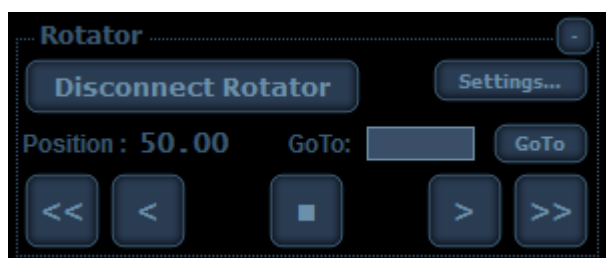 Rotator -
Disconnect Rotator Settings...
Position : 50.00 GoTo: GoTo
<< < ■ > >>